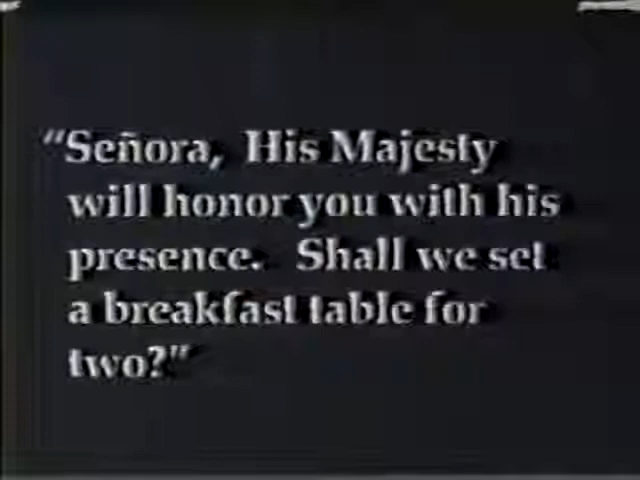 “Señora, His Majesty
will honor you with his
presence. Shall we set
a breakfast table for
two?”